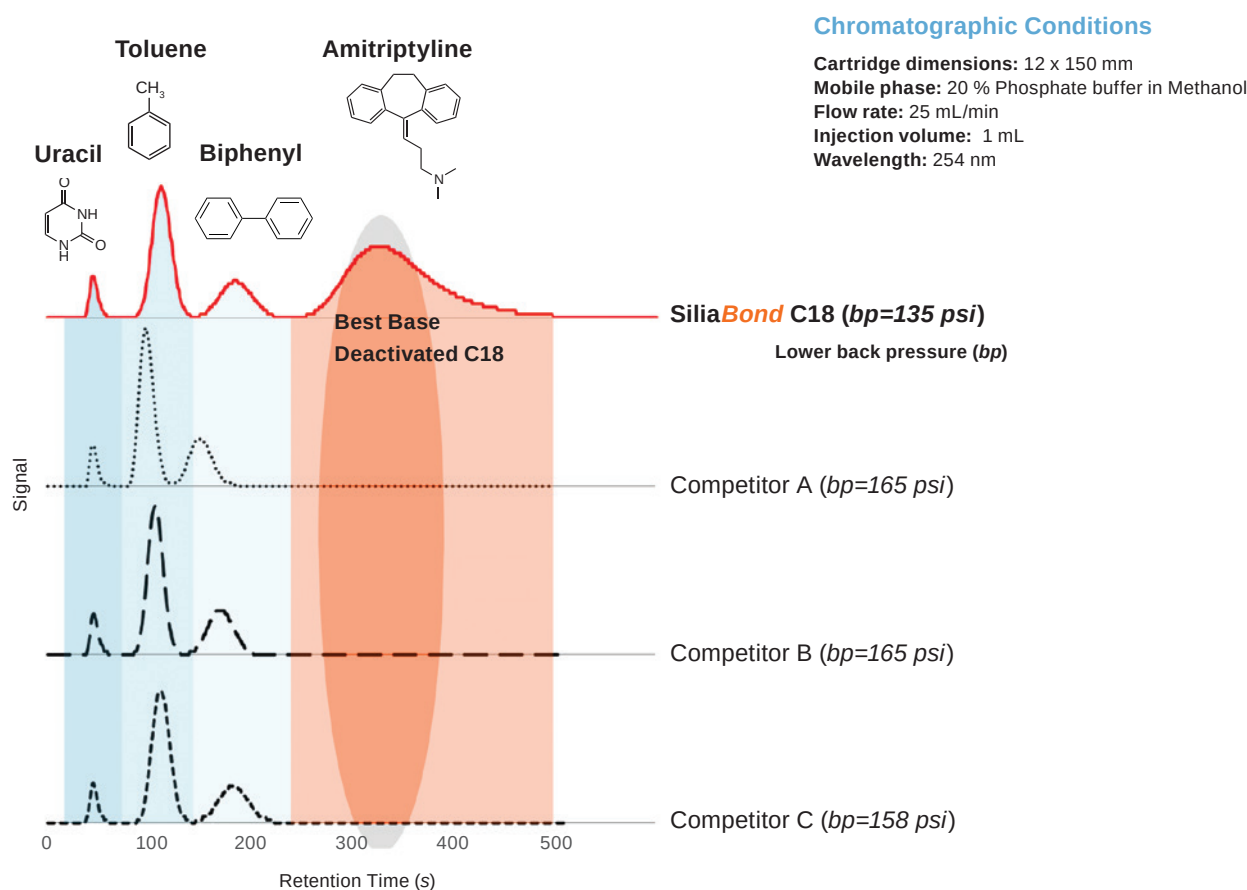 Chromatographic Conditions
Cartridge dimensions: 12 x 150 mm
Mobile phase: 20 % Phosphate buffer in Methanol
Flow rate: 25 mL/min
Injection volume: 1 mL
Wavelength: 254 nm
Toluene
Amitriptyline
CH3
Uracil
Biphenyl
N
O
NH
N
H
O
Best Base
Deactivated C18
SiliaBond C18 (bp=135 psi)
Lower back pressure (bp)
Signal
Competitor A (bp=165 psi)
Competitor B (bp=165 psi)
Competitor C (bp=158 psi)
0 100 200 300 400 500
Retention Time (s)